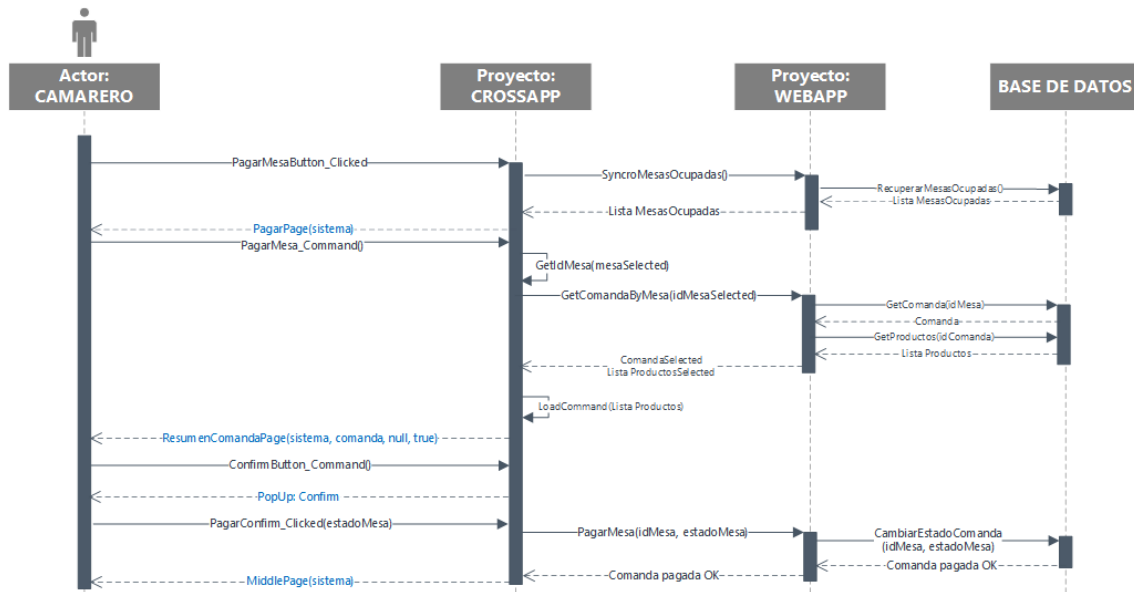 Actor:
CAMARERO
Proyecto:
CROSSAPP
Proyecto:
WEBAPP
BASE DE DATOS
PagarMesaButton_Clicked
SyncroMesasOcupadas()
RecuperarMesasOcupadas()
Lista MesasOcupadas
Lista MesasOcupadas
PagarPage(sistema)
PagarMesa_Command()
GetIdMesa(mesaSelected)
GetComandaByMesa(idMesaSelected)
GetComanda(idMesa)
Comanda
GetProductos(idComanda)
Lista Productos
ComandaSelected
Lista ProductosSelected
LoadCommand(Lista Productos)
ResumenComandaPage(sistema, comanda, null, true)
ConfirmButton_Command()
PopUp: Confirm
PagarConfirm_Clicked(estadoMesa)
PagarMesa(idMesa, estadoMesa)
CambiarEstadoComanda
(idMesa, estadoMesa)
Comanda pagada OK
Comanda pagada OK
MiddlePage(sistema)